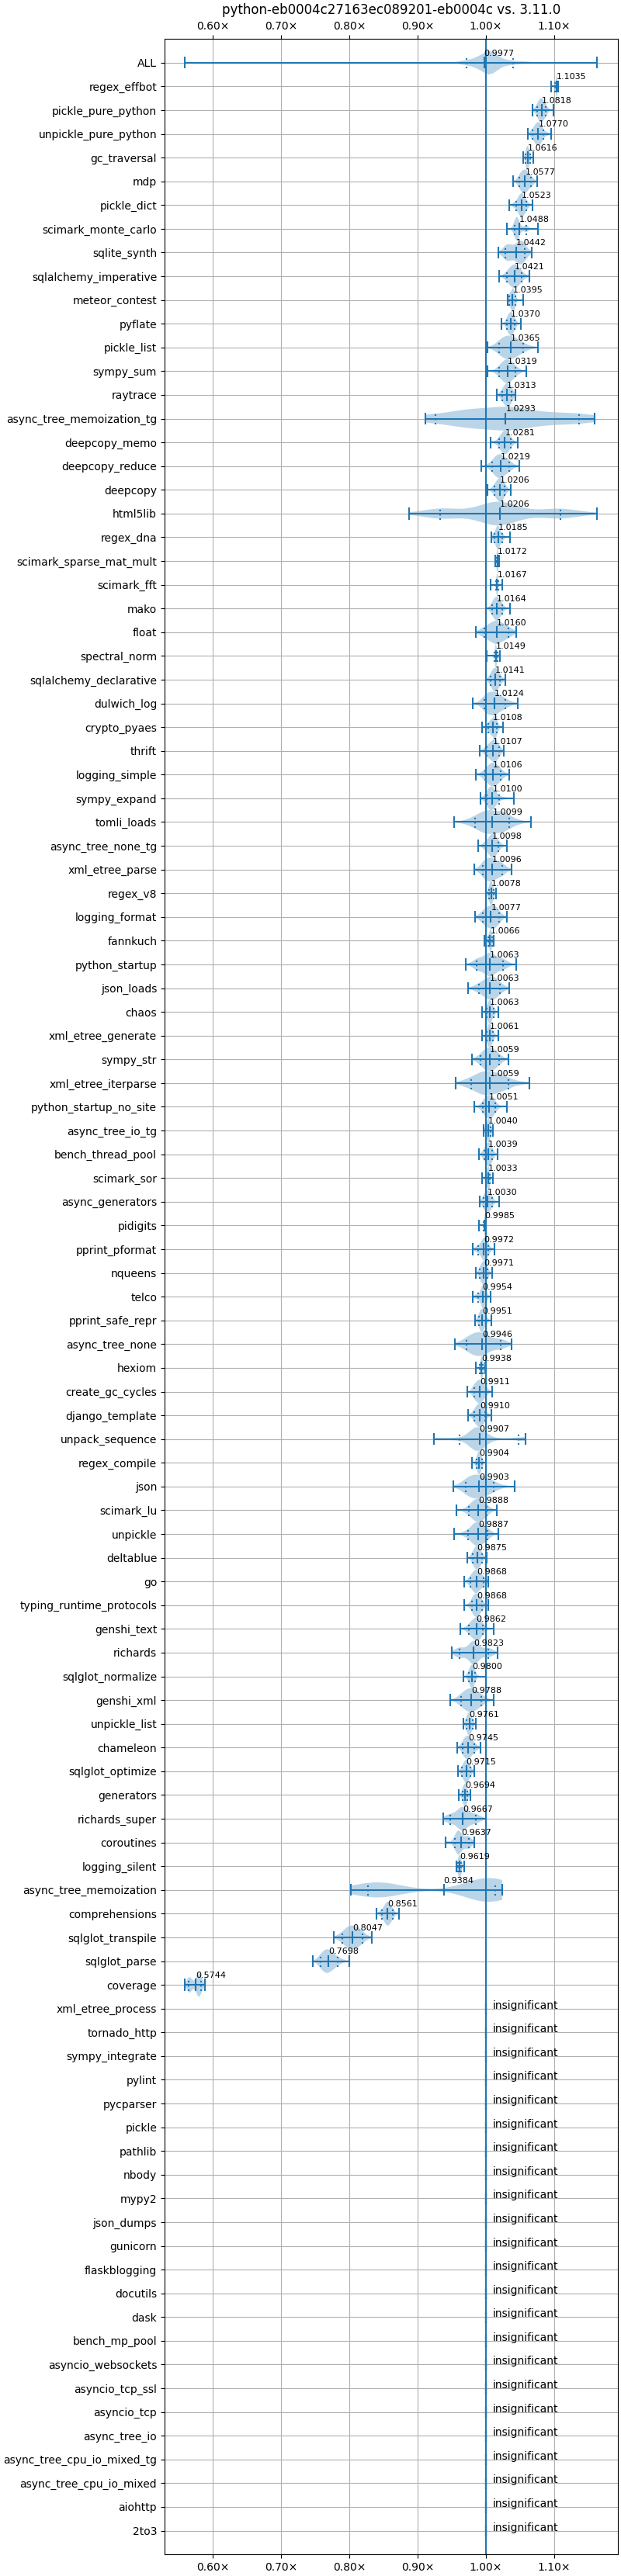 python-eb0004c27163ec089201-eb0004c vs. 3.11.0
0.60× 0.70× 0.80× 0.90× 1.00× 1.10×
ALL 0.9977
regex_effbot 1.1035
pickle_pure_python 1.0818
unpickle_pure_python 1.0770
gc_traversal 1.0616
mdp 1.0577
pickle_dict 1.0523
scimark_monte_carlo 1.0488
sqlite_synth 1.0442
sqlalchemy_imperative 1.0421
meteor_contest 1.0395
pyflate 1.0370
pickle_list 1.0365
sympy_sum 1.0319
raytrace 1.0313
async_tree_memoization_tg 1.0293
deepcopy_memo 1.0281
deepcopy_reduce 1.0219
deepcopy 1.0206
html5lib 1.0206
regex_dna 1.0185
scimark_sparse_mat_mult 1.0172
scimark_fft 1.0167
mako 1.0164
float 1.0160
spectral_norm 1.0149
sqlalchemy_declarative 1.0141
dulwich_log 1.0124
crypto_pyaes 1.0108
thrift 1.0107
logging_simple 1.0106
sympy_expand 1.0100
tomli_loads 1.0099
async_tree_none_tg 1.0098
xml_etree_parse 1.0096
regex_v8 1.0078
logging_format 1.0077
fannkuch 1.0066
python_startup 1.0063
json_loads 1.0063
chaos 1.0063
xml_etree_generate 1.0061
sympy_str 1.0059
xml_etree_iterparse 1.0059
python_startup_no_site 1.0051
async_tree_io_tg 1.0040
bench_thread_pool 1.0039
scimark_sor 1.0033
async_generators 1.0030
pidigits 0.9985
pprint_pformat 0.9972
nqueens 0.9971
telco 0.9954
pprint_safe_repr 0.9951
async_tree_none 0.9946
hexiom 0.9938
create_gc_cycles 0.9911
django_template 0.9910
unpack_sequence 0.9907
regex_compile 0.9904
json 0.9903
scimark_lu 0.9888
unpickle 0.9887
deltablue 0.9875
go 0.9868
typing_runtime_protocols 0.9868
genshi_text 0.9862
richards 0.9823
sqlglot_normalize 0.9800
genshi_xml 0.9788
unpickle_list 0.9761
chameleon 0.9745
sqlglot_optimize 0.9715
generators 0.9694
richards_super 0.9667
coroutines 0.9637
logging_silent 0.9619
async_tree_memoization 0.9384
comprehensions 0.8561
sqlglot_transpile 0.8047
sqlglot_parse 0.7698
coverage 0.5744
xml_etree_process insignificant
tornado_http insignificant
sympy_integrate insignificant
pylint insignificant
pycparser insignificant
pickle insignificant
pathlib insignificant
nbody insignificant
mypy2 insignificant
json_dumps insignificant
gunicorn insignificant
flaskblogging insignificant
docutils insignificant
dask insignificant
bench_mp_pool insignificant
asyncio_websockets insignificant
asyncio_tcp_ssl insignificant
asyncio_tcp insignificant
async_tree_io insignificant
async_tree_cpu_io_mixed_tg insignificant
async_tree_cpu_io_mixed insignificant
aiohttp insignificant
2to3 insignificant
0.60× 0.70× 0.80× 0.90× 1.00× 1.10×